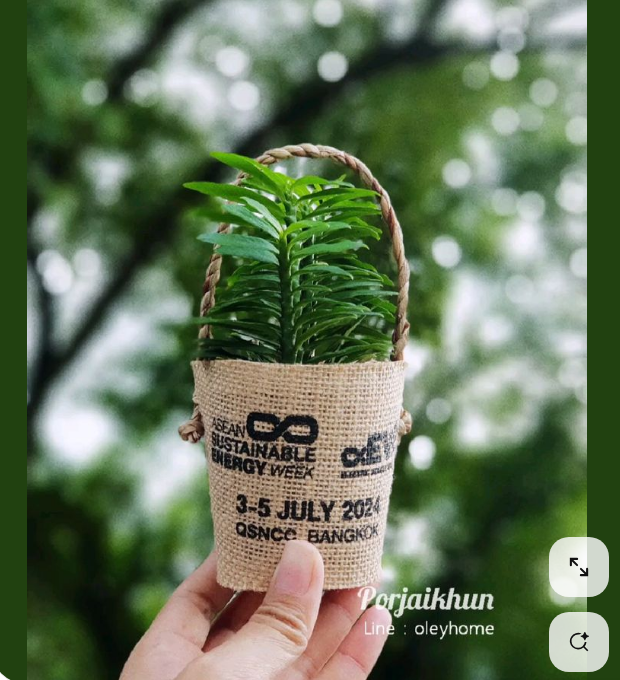 ASEAN
SUSTAINABLE
ENERGY WEEK
3-5 JULY 2024
QSNCC, BANGKOK
Porjaikhun
Line : oleyhome